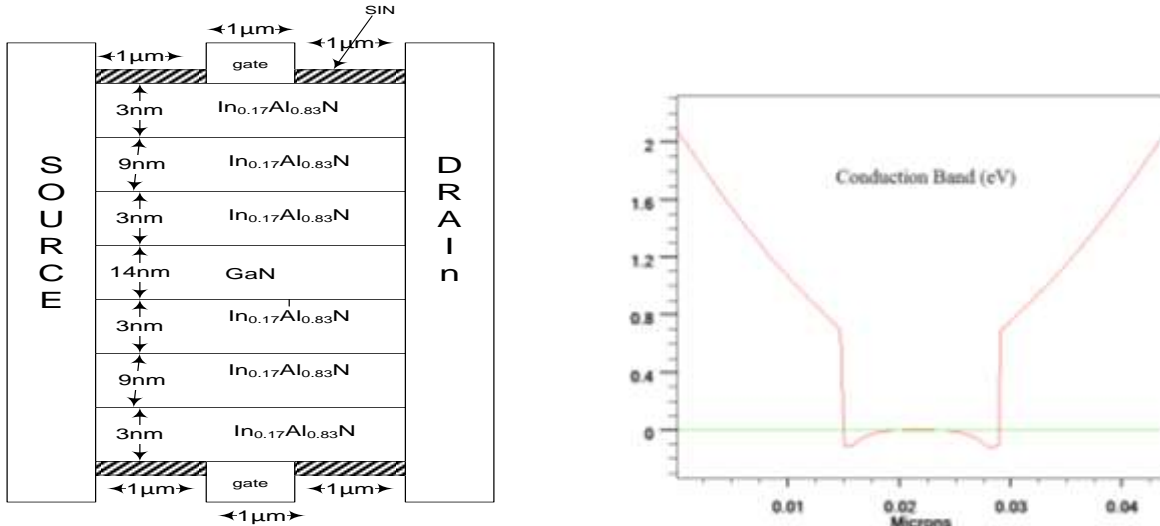 SIN
1μm
1μm
1μm
gate
3nm
In0.17Al0.83N
9nm
In0.17Al0.83N
3nm
In0.17Al0.83N
14nm
GaN
3nm
In0.17Al0.83N
9nm
In0.17Al0.83N
3nm
In0.17Al0.83N
SOURCE
DRAIn
gate
1μm
1μm
1μm
2
1.6
1.2
0.8
0.4
0
Conduction Band (eV)
0.01
0.02
0.03
0.04
Microns